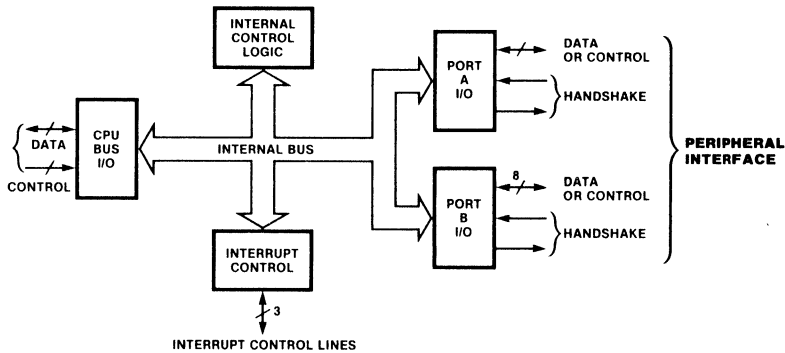 INTERNAL
CONTROL
LOGIC
CPU
BUS
I/O
DATA
CONTROL
INTERNAL BUS
INTERRUPT
CONTROL
3
INTERRUPT CONTROL LINES
PORT
A
I/O
DATA
OR CONTROL
HANDSHAKE
PORT
B
I/O
8
DATA
OR CONTROL
HANDSHAKE
PERIPHERAL
INTERFACE